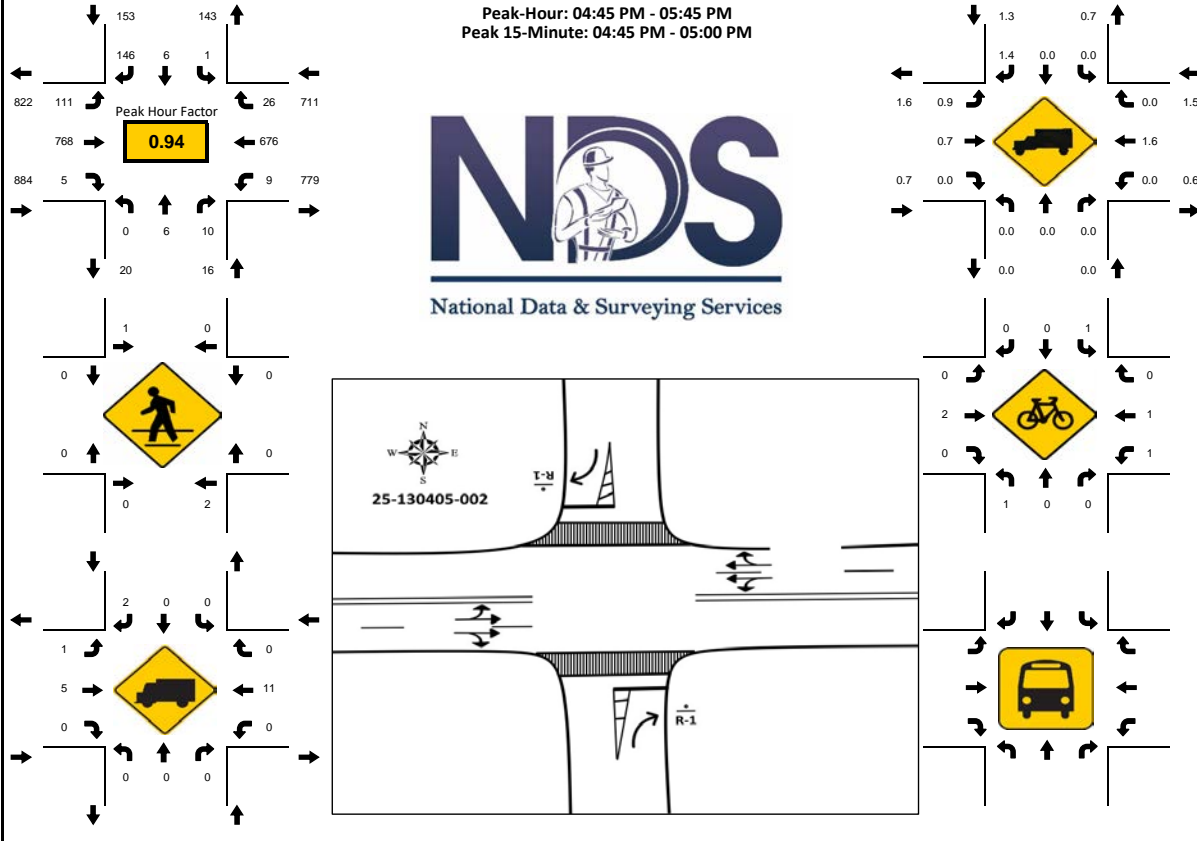 Peak-Hour: 04:45 PM - 05:45 PM
Peak 15-Minute: 04:45 PM - 05:00 PM
153 143
146 6 1
822 111 26 711
Peak Hour Factor
768 0.94 676
884 5 9 779
0 6 10
20 16
1.3 0.7
1.4 0.0 0.0
1.6 0.9 0.0 1.5
0.7 1.6
0.7 0.0 0.0 0.6
0.0 0.0 0.0
0.0 0.0
NDS
National Data & Surveying Services
1 0
0 0
0 0
0 2
0 0 1
0 0
2 1
0 1
1 0 0
N
W E
S
25-130405-002
R-1
R-1
2 0 0
1 0
5 11
0 0
0 0 0